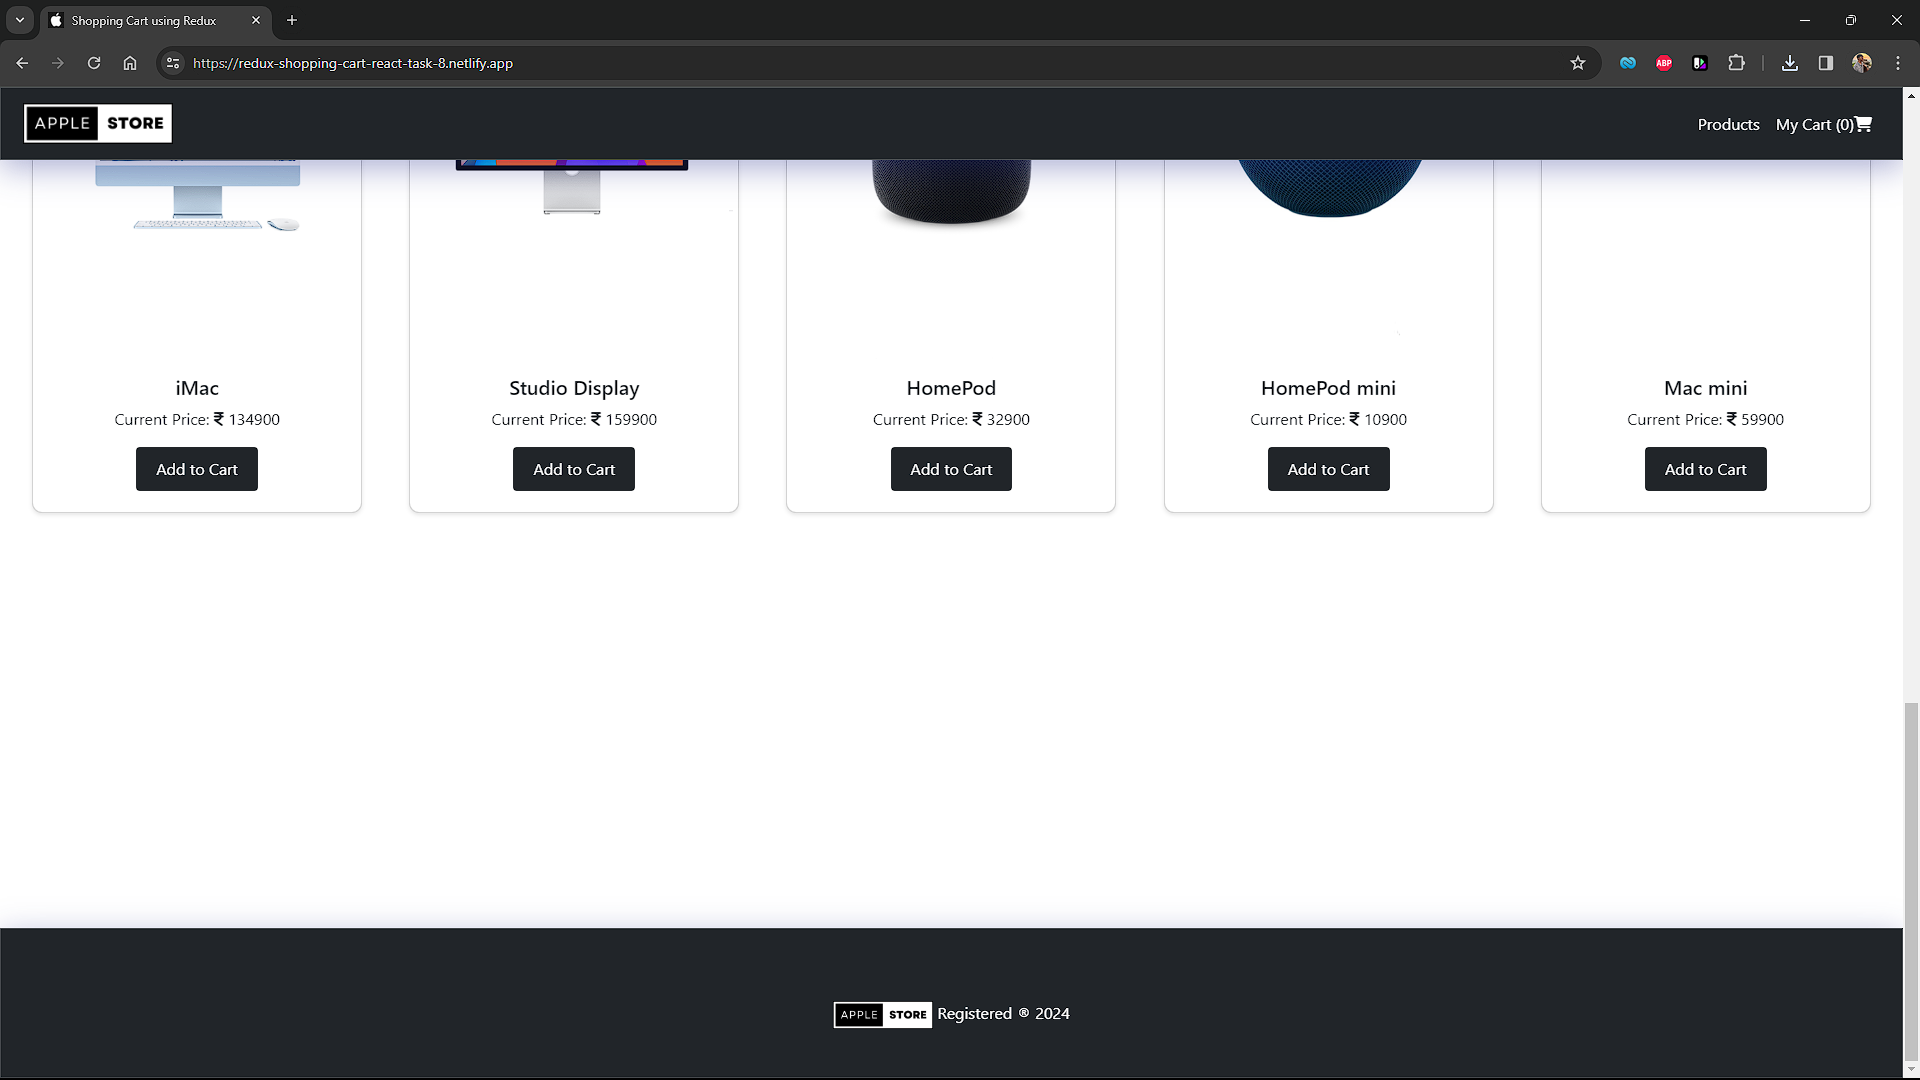 Shopping Cart using Redux
https://redux-shopping-cart-react-task-8.netlify.app
ABP
APPLE STORE
Products My Cart (0)
iMac
Current Price: ₹ 134900
Add to Cart
Studio Display
Current Price: ₹ 159900
Add to Cart
HomePod
Current Price: ₹ 32900
Add to Cart
HomePod mini
Current Price: ₹ 10900
Add to Cart
Mac mini
Current Price: ₹ 59900
Add to Cart
APPLE STORE Registered ® 2024